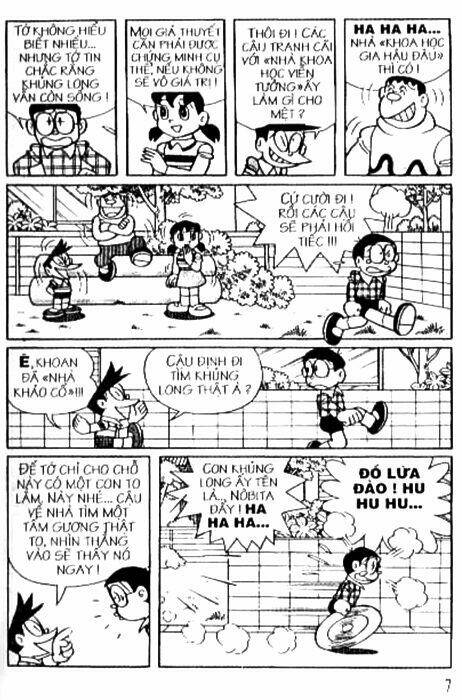 TỚ KHÔNG HIỂU
BIẾT NHIỀU...
NHƯNG TỚ TIN
CHẮC RẰNG
KHỦNG LONG
VẪN CÒN SỐNG !
MỌI GIẢ THUYẾT
CẦN PHẢI ĐƯỢC
CHỨNG MINH CỤ
THỂ, NẾU KHÔNG
SẼ VÔ GIÁ TRỊ !
THÔI ĐI ! CÁC
CẬU TRANH CÃI
VỚI «NHÀ KHOA
HỌC VIỄN
TƯỞNG»ẤY
LÀM GÌ CHO
MỆT ?
HA HA HA...
NHÀ «KHOA HỌC
GIA HẬU ĐẬU»
THÌ CÓ !
CỨ CƯỜI ĐI !
RỒI CÁC CẬU
SẼ PHẢI HỐI
TIẾC !!!
Ê, KHOAN
ĐÃ «NHÀ
KHẢO CỔ»!!!
CẬU ĐỊNH ĐI
TÌM KHỦNG
LONG THẬT À ?
ĐỂ TỚ CHỈ CHO CHỖ
NÀY CÓ MỘT CON TO
LẮM, NÀY NHÉ... CẬU
VỀ NHÀ TÌM MỘT
TẤM GƯƠNG THẬT
TO, NHÌN THẲNG
VÀO SẼ THẤY NÓ
NGAY !
CON KHỦNG
LONG ẤY TÊN
LÀ... NÔBITA
ĐẤY ! HA
HA HA...
ĐỒ LỪA
ĐẢO ! HU
HU HU...
7